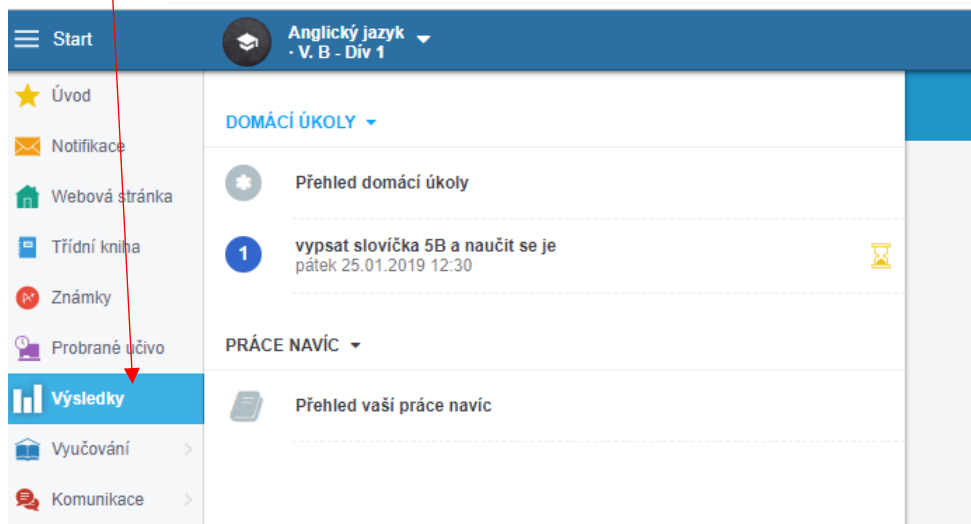 Start
Anglický jazyk
· V. B - Dív 1
Úvod
Notifikace
Webová stránka
Třídní kniha
Známky
Probrané učivo
Výsledky
Vyučování
Komunikace
DOMÁCÍ ÚKOLY
Přehled domácí úkoly
1
vypsat slovíčka 5B a naučit se je
pátek 25.01.2019 12:30
PRÁCE NAVÍC
Přehled vaší práce navíc